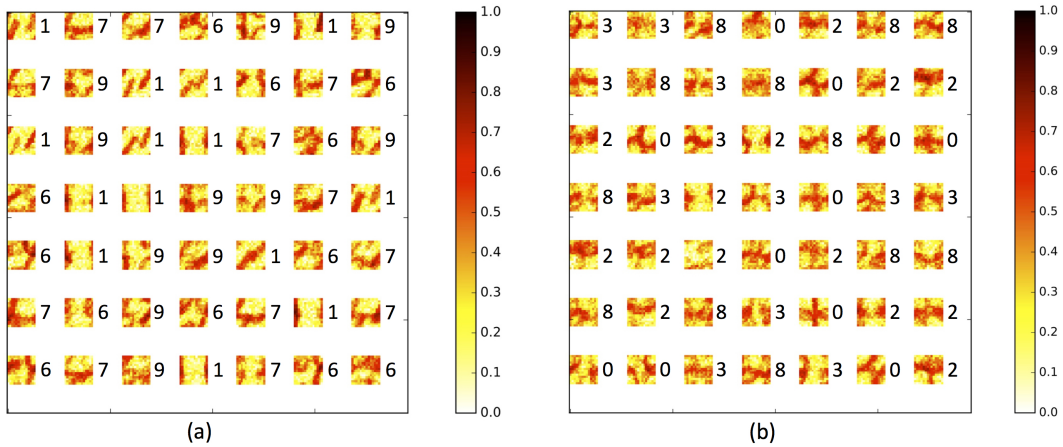 1 7 7 6 9 1 9
7 9 1 1 6 7 6
1 9 1 1 7 6 9
6 1 1 9 9 7 1
6 1 9 9 1 6 7
7 6 9 6 7 1 7
6 7 9 1 7 6 6
1.0
0.9
0.8
0.7
0.6
0.5
0.4
0.3
0.2
0.1
0.0
(a)
3 3 8 0 2 8 8
3 8 3 8 0 2 2
2 0 3 2 8 0 0
8 3 2 3 0 3 3
2 2 2 0 2 8 8
8 2 8 3 0 2 2
0 0 3 8 3 0 2
1.0
0.9
0.8
0.7
0.6
0.5
0.4
0.3
0.2
0.1
0.0
(b)